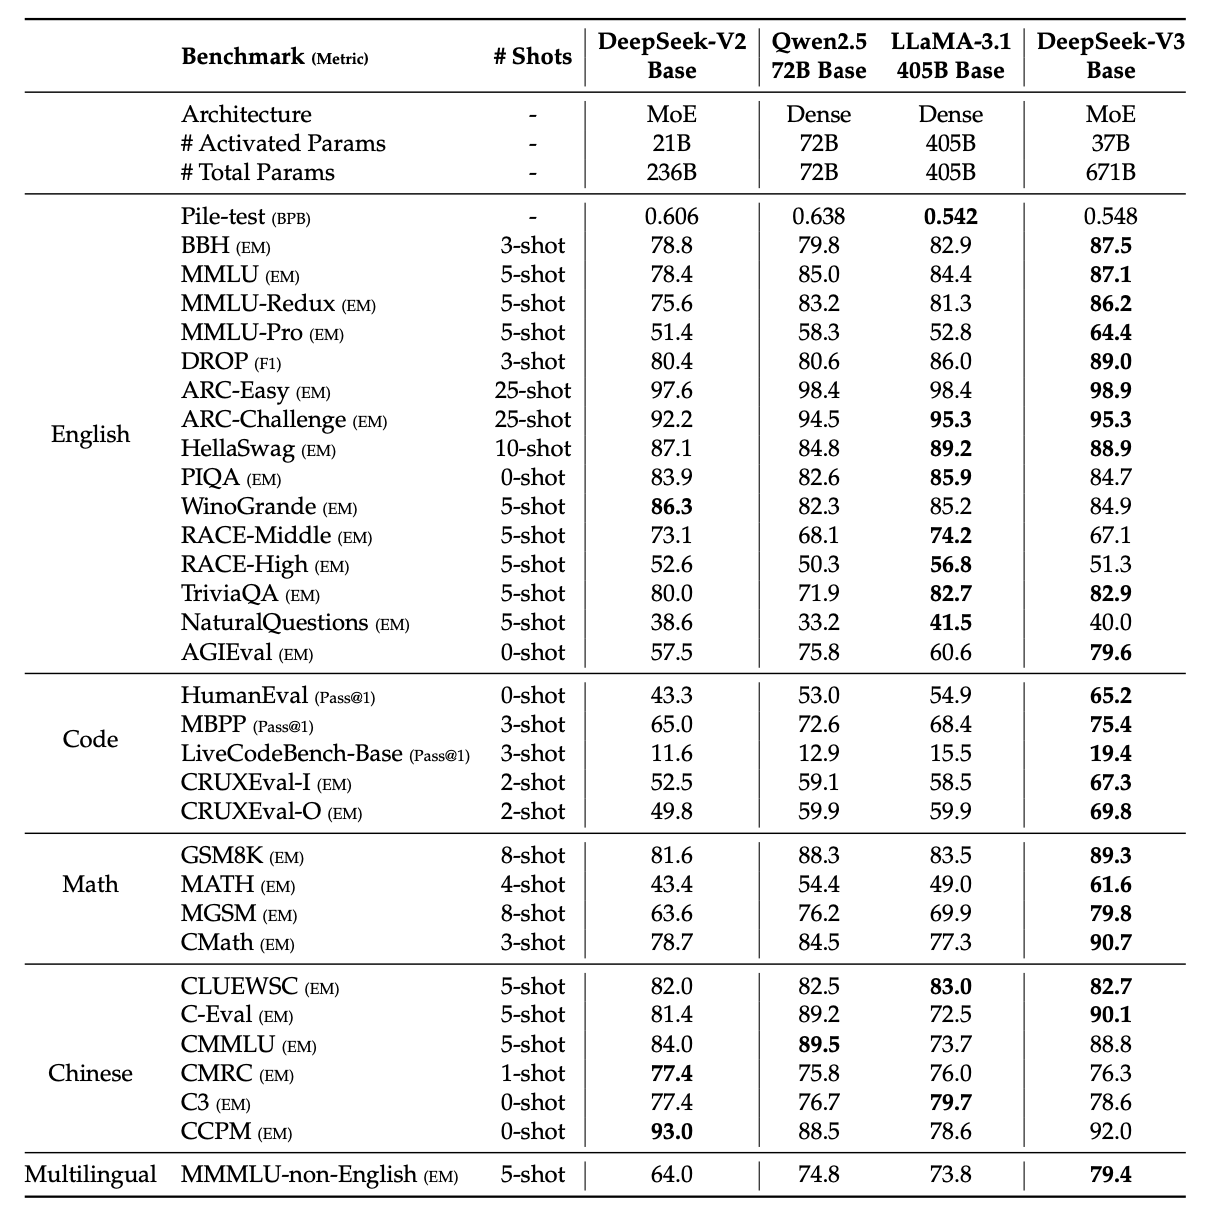 Benchmark (Metric) # Shots DeepSeek-V2 Base Qwen2.5 72B Base LLaMA-3.1 405B Base DeepSeek-V3 Base
Architecture - MoE Dense Dense MoE
# Activated Params - 21B 72B 405B 37B
# Total Params - 236B 72B 405B 671B
English
Pile-test (BPB) - 0.606 0.638 0.542 0.548
BBH (EM) 3-shot 78.8 79.8 82.9 87.5
MMLU (EM) 5-shot 78.4 85.0 84.4 87.1
MMLU-Redux (EM) 5-shot 75.6 83.2 81.3 86.2
MMLU-Pro (EM) 5-shot 51.4 58.3 52.8 64.4
DROP (F1) 3-shot 80.4 80.6 86.0 89.0
ARC-Easy (EM) 25-shot 97.6 98.4 98.4 98.9
ARC-Challenge (EM) 25-shot 92.2 94.5 95.3 95.3
HellaSwag (EM) 10-shot 87.1 84.8 89.2 88.9
PIQA (EM) 0-shot 83.9 82.6 85.9 84.7
WinoGrande (EM) 5-shot 86.3 82.3 85.2 84.9
RACE-Middle (EM) 5-shot 73.1 68.1 74.2 67.1
RACE-High (EM) 5-shot 52.6 50.3 56.8 51.3
TriviaQA (EM) 5-shot 80.0 71.9 82.7 82.9
NaturalQuestions (EM) 5-shot 38.6 33.2 41.5 40.0
AGIEval (EM) 0-shot 57.5 75.8 60.6 79.6
Code
HumanEval (Pass@1) 0-shot 43.3 53.0 54.9 65.2
MBPP (Pass@1) 3-shot 65.0 72.6 68.4 75.4
LiveCodeBench-Base (Pass@1) 3-shot 11.6 12.9 15.5 19.4
CRUXEval-I (EM) 2-shot 52.5 59.1 58.5 67.3
CRUXEval-O (EM) 2-shot 49.8 59.9 59.9 69.8
Math
GSM8K (EM) 8-shot 81.6 88.3 83.5 89.3
MATH (EM) 4-shot 43.4 54.4 49.0 61.6
MGSM (EM) 8-shot 63.6 76.2 69.9 79.8
CMath (EM) 3-shot 78.7 84.5 77.3 90.7
Chinese
CLUEWSC (EM) 5-shot 82.0 82.5 83.0 82.7
C-Eval (EM) 5-shot 81.4 89.2 72.5 90.1
CMMLU (EM) 5-shot 84.0 89.5 73.7 88.8
CMRC (EM) 1-shot 77.4 75.8 76.0 76.3
C3 (EM) 0-shot 77.4 76.7 79.7 78.6
CCPM (EM) 0-shot 93.0 88.5 78.6 92.0
Multilingual MMMLU-non-English (EM) 5-shot 64.0 74.8 73.8 79.4